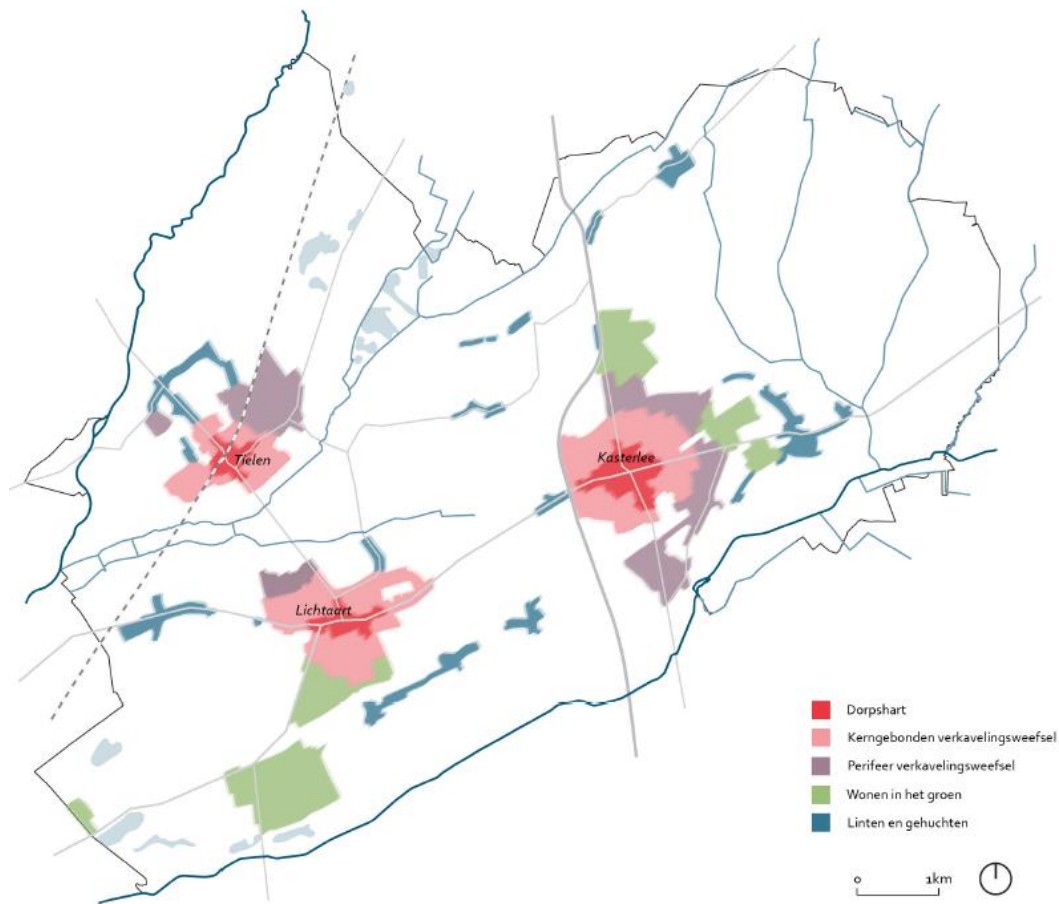 Tielen
Kasterlee
Lichtaart
Dorpshart
Kerngebonden verkavelingsweefsel
Perifeer verkavelingsweefsel
Wonen in het groen
Linten en gehuchten
0 1km